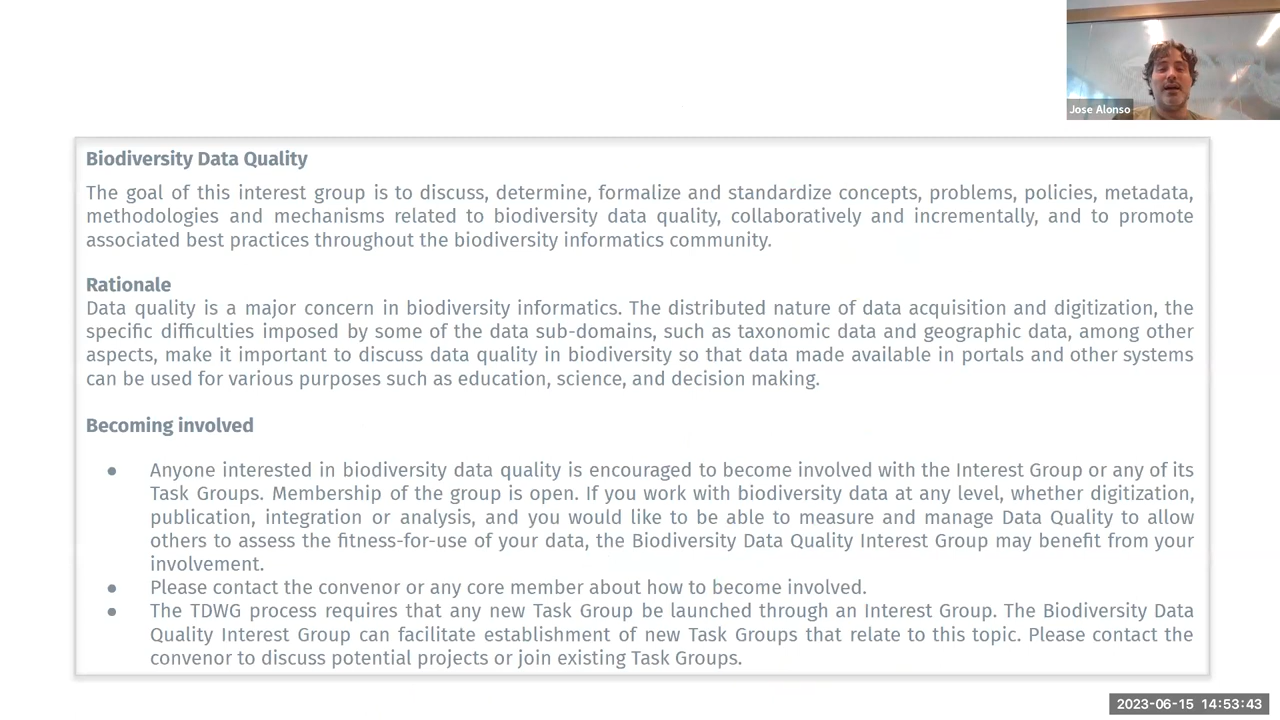 Jose Alonso
Biodiversity Data Quality
The goal of this interest group is to discuss, determine, formalize and standardize concepts, problems, policies, metadata,
methodologies and mechanisms related to biodiversity data quality, collaboratively and incrementally, and to promote
associated best practices throughout the biodiversity informatics community.
Rationale
Data quality is a major concern in biodiversity informatics. The distributed nature of data acquisition and digitization, the
specific difficulties imposed by some of the data sub-domains, such as taxonomic data and geographic data, among other
aspects, make it important to discuss data quality in biodiversity so that data made available in portals and other systems
can be used for various purposes such as education, science, and decision making.
Becoming involved
● Anyone interested in biodiversity data quality is encouraged to become involved with the Interest Group or any of its
Task Groups. Membership of the group is open. If you work with biodiversity data at any level, whether digitization,
publication, integration or analysis, and you would like to be able to measure and manage Data Quality to allow
others to assess the fitness-for-use of your data, the Biodiversity Data Quality Interest Group may benefit from your
involvement.
● Please contact the convenor or any core member about how to become involved.
● The TDWG process requires that any new Task Group be launched through an Interest Group. The Biodiversity Data
Quality Interest Group can facilitate establishment of new Task Groups that relate to this topic. Please contact the
convenor to discuss potential projects or join existing Task Groups.
2023-06-15 14:53:43